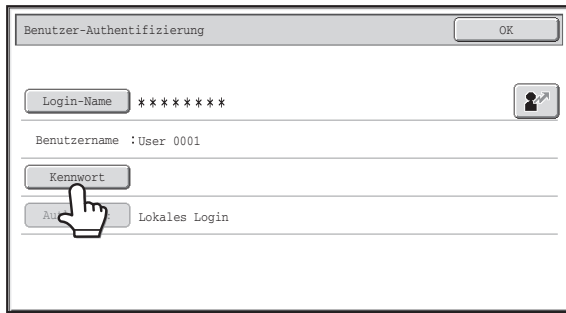 Benutzer-Authentifizierung OK
Login-Name ********
Benutzername :User 0001
Kennwort
Lokales Login